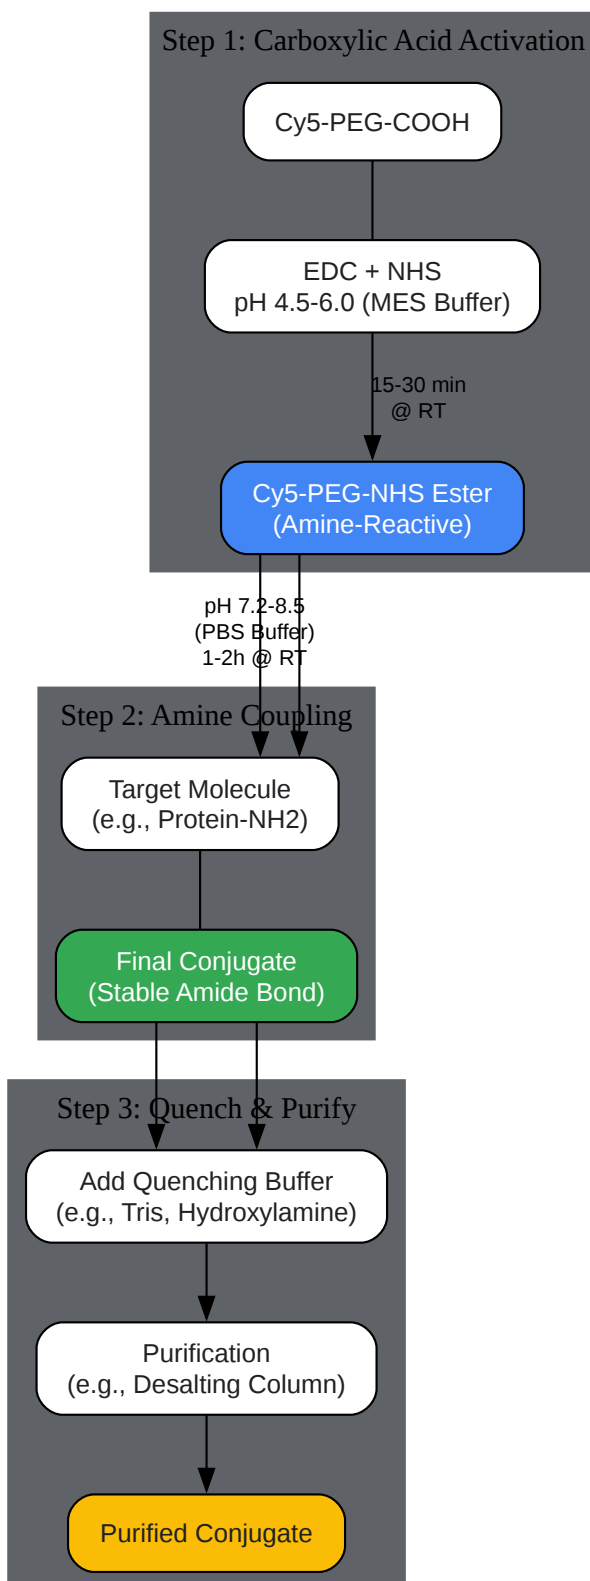 Step 1: Carboxylic Acid Activation
Cy5-PEG-COOH
EDC + NHS
pH 4.5-6.0 (MES Buffer)
15-30 min
@ RT
Cy5-PEG-NHS Ester
(Amine-Reactive)
pH 7.2-8.5
(PBS Buffer)
1-2h @ RT
Step 2: Amine Coupling
Target Molecule
(e.g., Protein-NH2)
Final Conjugate
(Stable Amide Bond)
Step 3: Quench & Purify
Add Quenching Buffer
(e.g., Tris, Hydroxylamine)
Purification
(e.g., Desalting Column)
Purified Conjugate